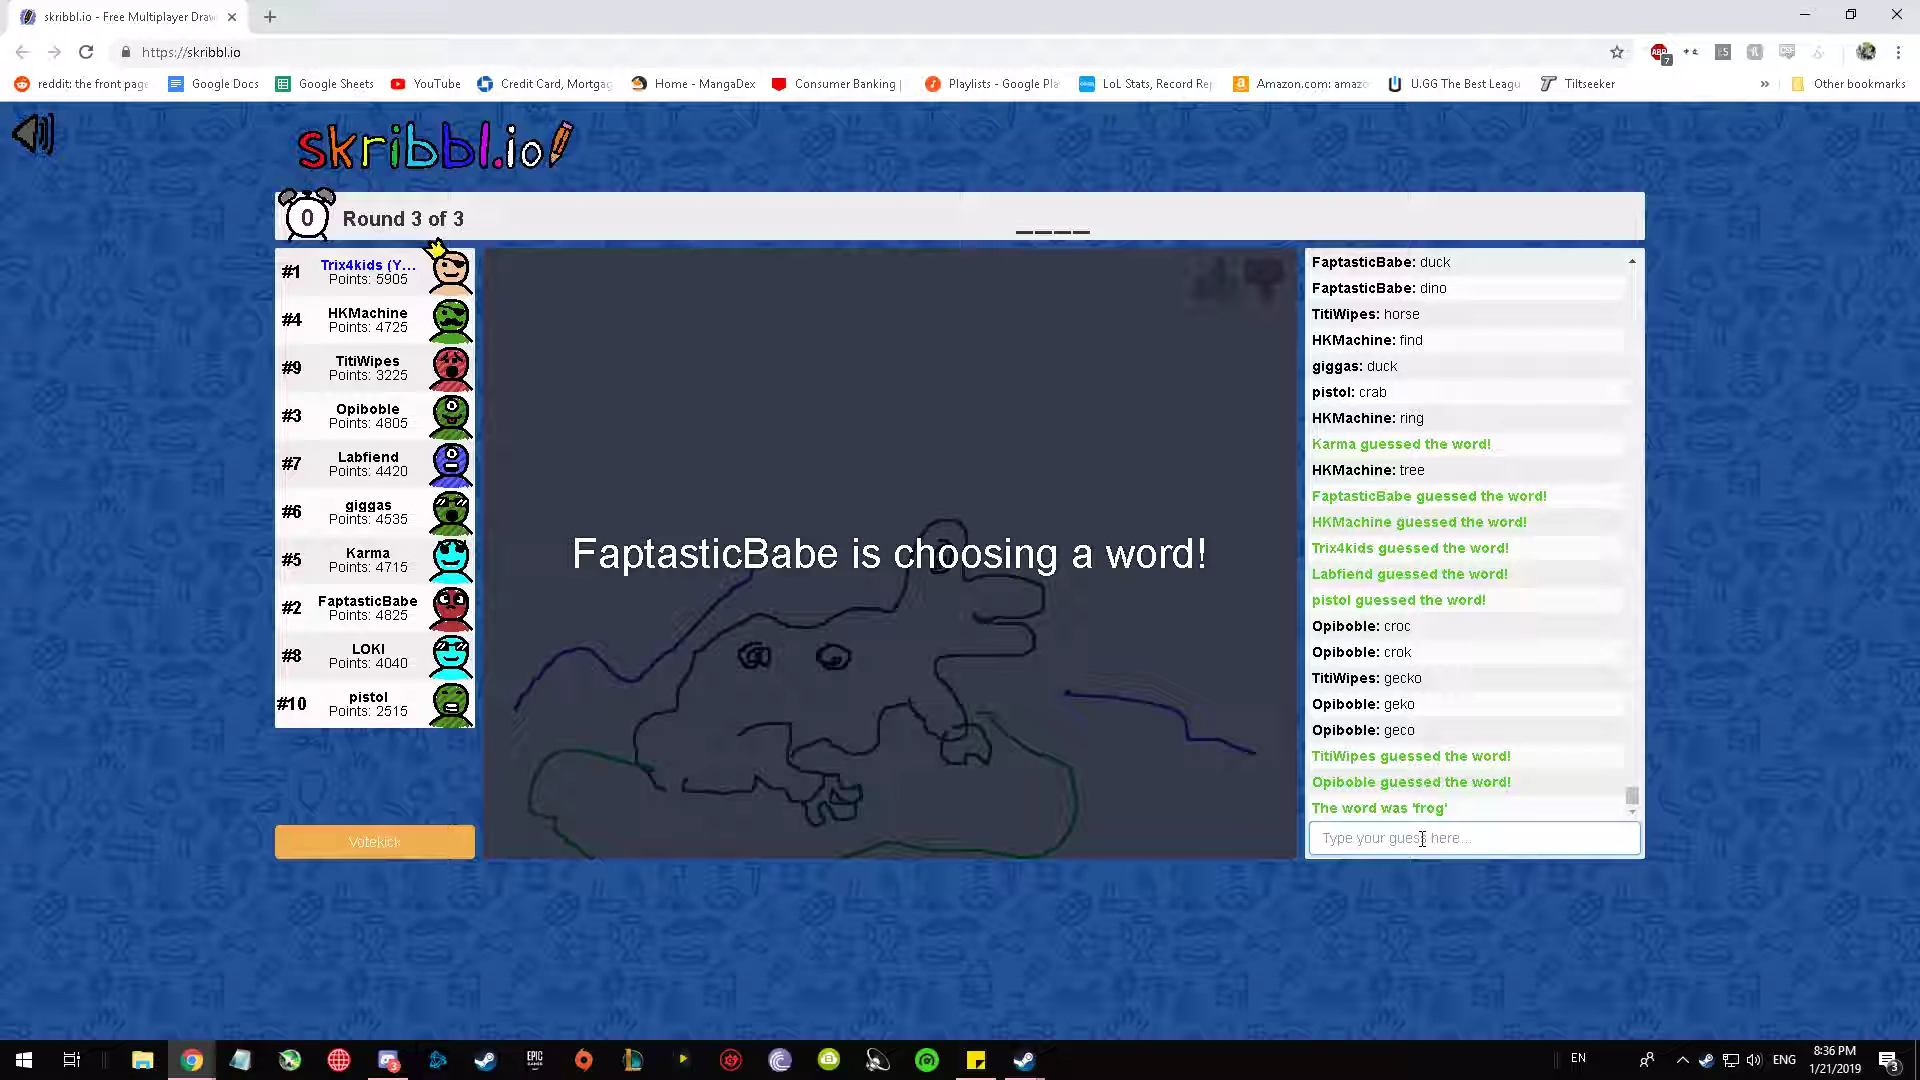 skribbl.io - Free Multiplayer Draw
https://skribbl.io
ABP
7
reddit: the front page
Google Docs
Google Sheets
YouTube
Credit Card, Mortgag
Home - MangaDex
Consumer Banking |
Playlists - Google Pla
LoL Stats, Record Re
Amazon.com: amazo
U.GG The Best Leagu
Tiltseeker
»
Other bookmarks
skribbl.io
0
Round 3 of 3
____
#1
Trix4kids (Y...
Points: 5905
#4
HKMachine
Points: 4725
#9
TitiWipes
Points: 3225
#3
Opiboble
Points: 4805
#7
Labfiend
Points: 4420
#6
giggas
Points: 4535
#5
Karma
Points: 4715
#2
FaptasticBabe
Points: 4825
#8
LOKI
Points: 4040
#10
pistol
Points: 2515
Votekick
FaptasticBabe is choosing a word!
FaptasticBabe: duck
FaptasticBabe: dino
TitiWipes: horse
HKMachine: find
giggas: duck
pistol: crab
HKMachine: ring
Karma guessed the word!
HKMachine: tree
FaptasticBabe guessed the word!
HKMachine guessed the word!
Trix4kids guessed the word!
Labfiend guessed the word!
pistol guessed the word!
Opiboble: croc
Opiboble: crok
TitiWipes: gecko
Opiboble: geko
Opiboble: geco
TitiWipes guessed the word!
Opiboble guessed the word!
The word was 'frog'
Type your guess here...
EPIC
GAMES
3
EN
ENG
8:36 PM
1/21/2019
3